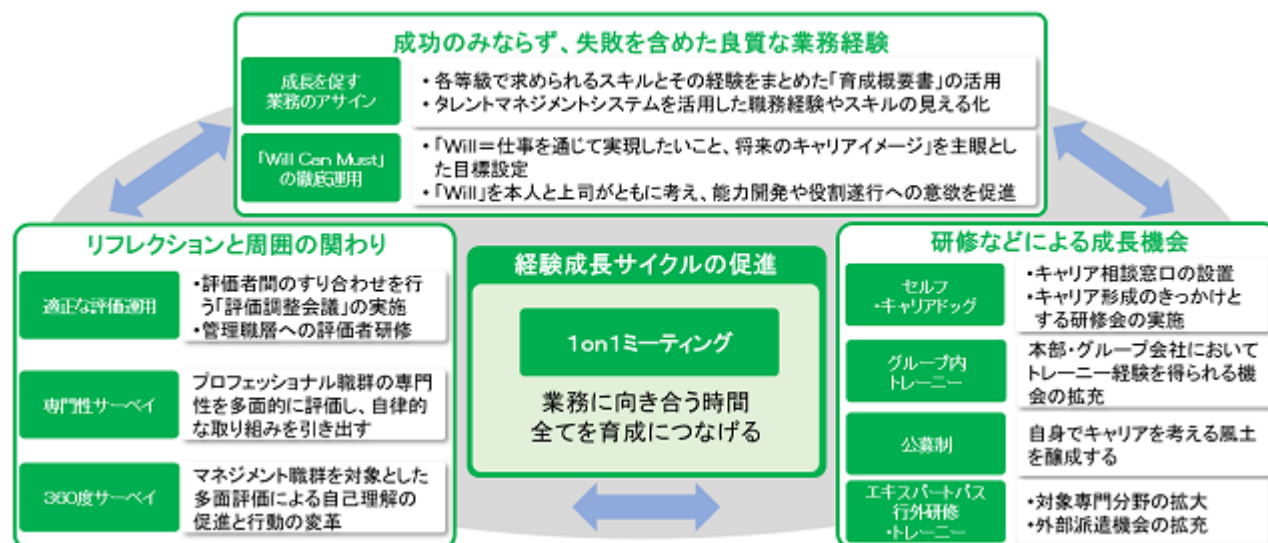 成功のみならず、失敗を含めた良質な業務経験
成長を促す
業務のアサイン
・各等級で求められるスキルとその経験をまとめた「育成概要書」の活用
・タレントマネジメントシステムを活用した職務経験やスキルの見える化
「Will Can Must」
の徹底運用
・「Will＝仕事を通じて実現したいこと、将来のキャリアイメージ」を主眼とし
た目標設定
・「Will」を本人と上司がともに考え、能力開発や役割遂行への意欲を促進
リフレクションと周囲の関わり
適正な評価運用
・評価者間のすり合わせを行
う「評価調整会議」の実施
・管理職層への評価者研修
専門性サーベイ
プロフェッショナル職群の専門
性を多面的に評価し、自律的
な取り組みを引き出す
360度サーベイ
マネジメント職群を対象とした
多面評価による自己理解の
促進と行動の変革
経験成長サイクルの促進
1on1ミーティング
業務に向き合う時間
全てを育成につなげる
研修などによる成長機会
セルフ
・キャリアドッグ
・キャリア相談窓口の設置
・キャリア形成のきっかけと
する研修会の実施
グループ内
トレーニー
本部・グループ会社において
トレーニー経験を得られる機
会の拡充
公募制
自身でキャリアを考える風土
を醸成する
エキスパートパス
行外研修
・トレーニー
・対象専門分野の拡大
・外部派遣機会の拡充